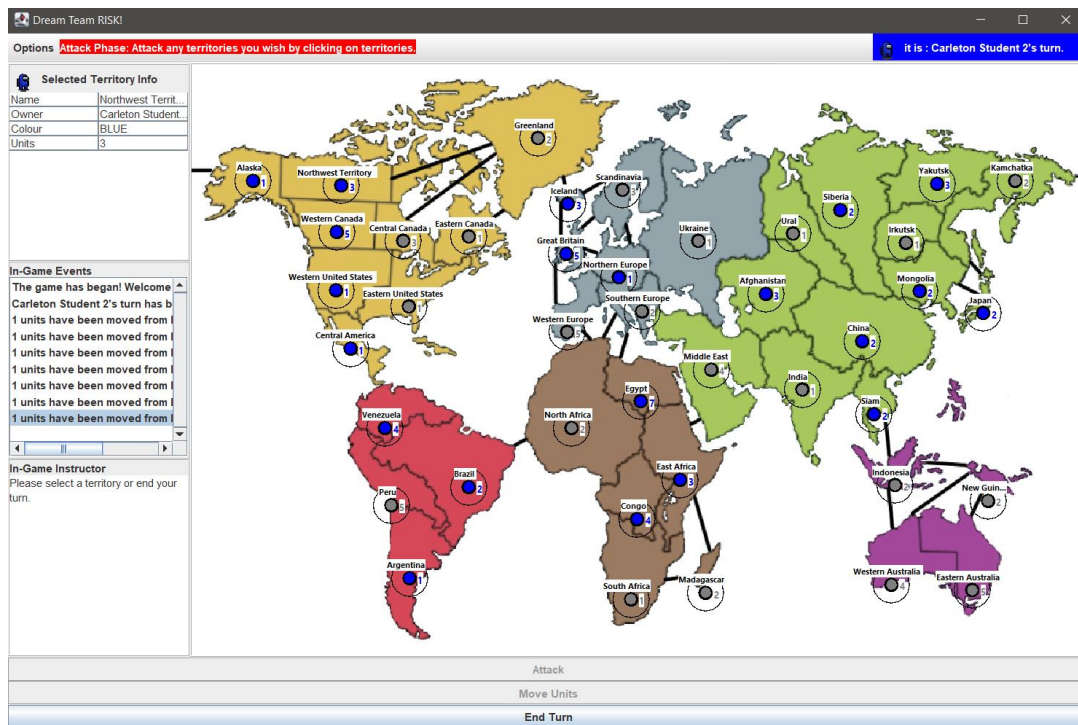 Dream Team RISK!
Options Attack Phase: Attack any territories you wish by clicking on territories.
it is : Carleton Student 2's turn.
Selected Territory Info
Name Northwest Territ...
Owner Carleton Student...
Colour BLUE
Units 3
In-Game Events
The game has began! Welcome
Carleton Student 2's turn has b
1 units have been moved from
1 units have been moved from
1 units have been moved from
1 units have been moved from
1 units have been moved from
1 units have been moved from
1 units have been moved from
In-Game Instructor
Please select a territory or end your
turn.
Greenland
2
Alaska
1
Northwest Territory
3
Iceland
3
Scandinavia
3
Siberia
2
Yakutsk
3
Kamchatka
2
Western Canada
5
Central Canada
3
Eastern Canada
1
Great Britain
5
Ukraine
1
Ural
1
Irkutsk
1
Western United States
1
Eastern United States
1
Northern Europe
1
Afghanistan
3
Mongolia
2
Japan
2
Central America
1
Western Europe
5
Southern Europe
2
Middle East
4
China
2
India
1
Siam
2
Venezuela
4
North Africa
2
Egypt
7
Brazil
2
Peru
5
East Africa
3
Congo
4
Indonesia
2
New Guin...
2
Argentina
1
South Africa
1
Madagascar
2
Western Australia
4
Eastern Australia
5
Attack
Move Units
End Turn